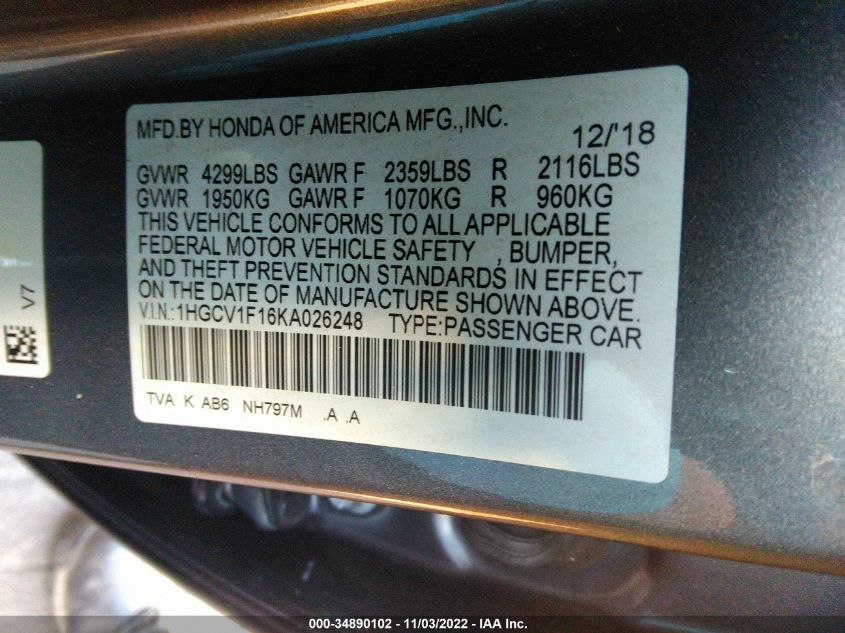 MFD.BY HONDA OF AMERICA MFG.,INC. 12/'18
GVWR 4299LBS GAWR F 2359LBS R 2116LBS
GVWR 1950KG GAWR F 1070KG R 960KG
THIS VEHICLE CONFORMS TO ALL APPLICABLE
FEDERAL MOTOR VEHICLE SAFETY , BUMPER,
AND THEFT PREVENTION STANDARDS IN EFFECT
ON THE DATE OF MANUFACTURE SHOWN ABOVE.
V.I.N.:1HGCV1F16KA026248 TYPE:PASSENGER CAR
TVA K AB6 NH797M .A .A
V7
000-34890102 - 11/03/2022 - IAA Inc.